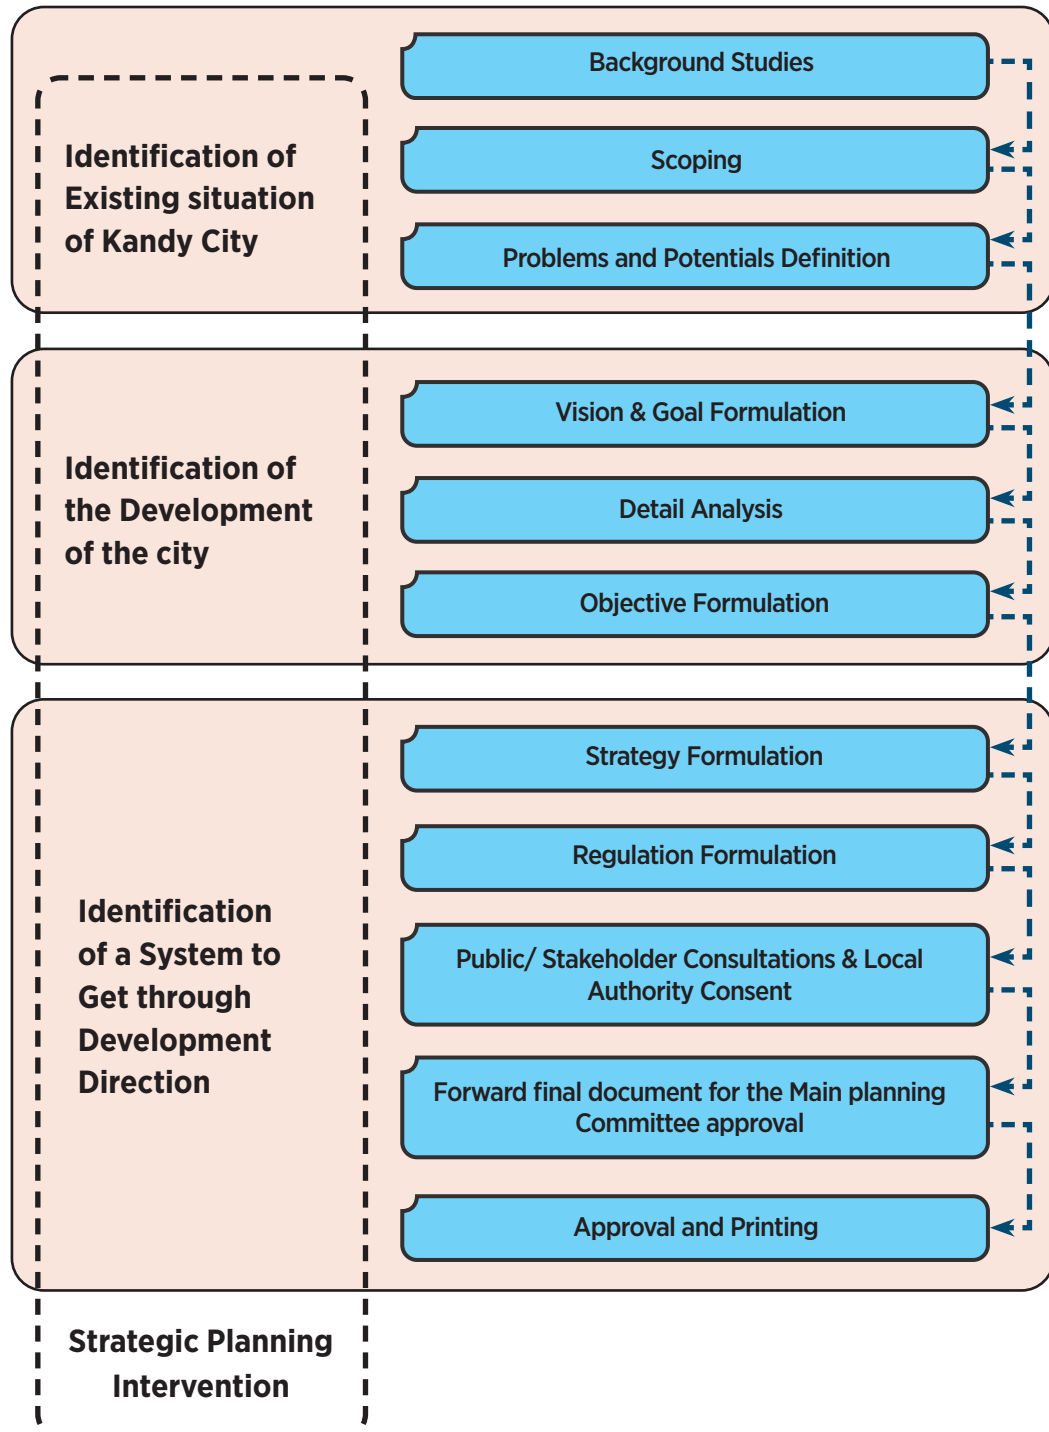 Background Studies
Identification of
Existing situation
of Kandy City
Scoping
Problems and Potentials Definition
Vision & Goal Formulation
Identification of
the Development
of the city
Detail Analysis
Objective Formulation
Strategy Formulation
Regulation Formulation
Identification
of a System to
Get through
Development
Direction
Public/ Stakeholder Consultations & Local
Authority Consent
Forward final document for the Main planning
Committee approval
Approval and Printing
Strategic Planning
Intervention